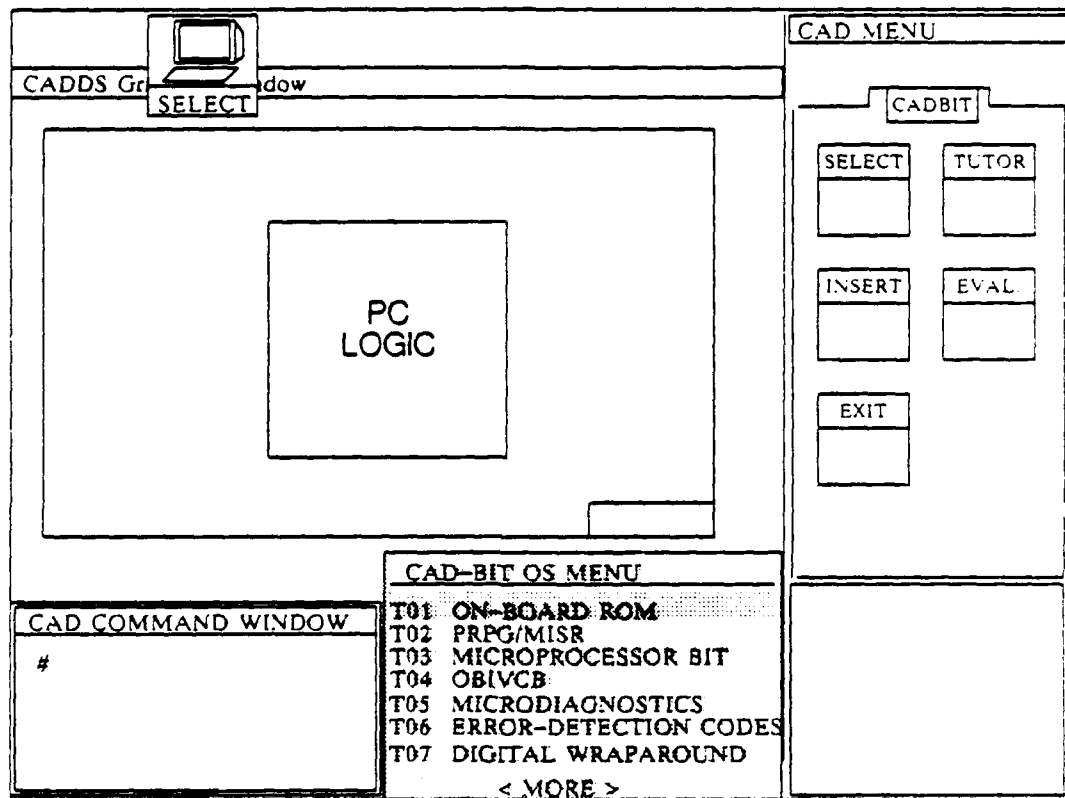 CAD MENU
CADDS Gr
dow
SELECT
CADBIT
SELECT TUTOR
INSERT EVAL.
EXIT
PC
LOGIC
CAD-BIT OS MENU
T01 ON-BOARD ROM
T02 PRPG/MISR
T03 MICROPROCESSOR BIT
T04 OBIVCB
T05 MICRODIAGNOSTICS
T06 ERROR-DETECTION CODES
T07 DIGITAL WRAPAROUND
< MORE >
CAD COMMAND WINDOW
#